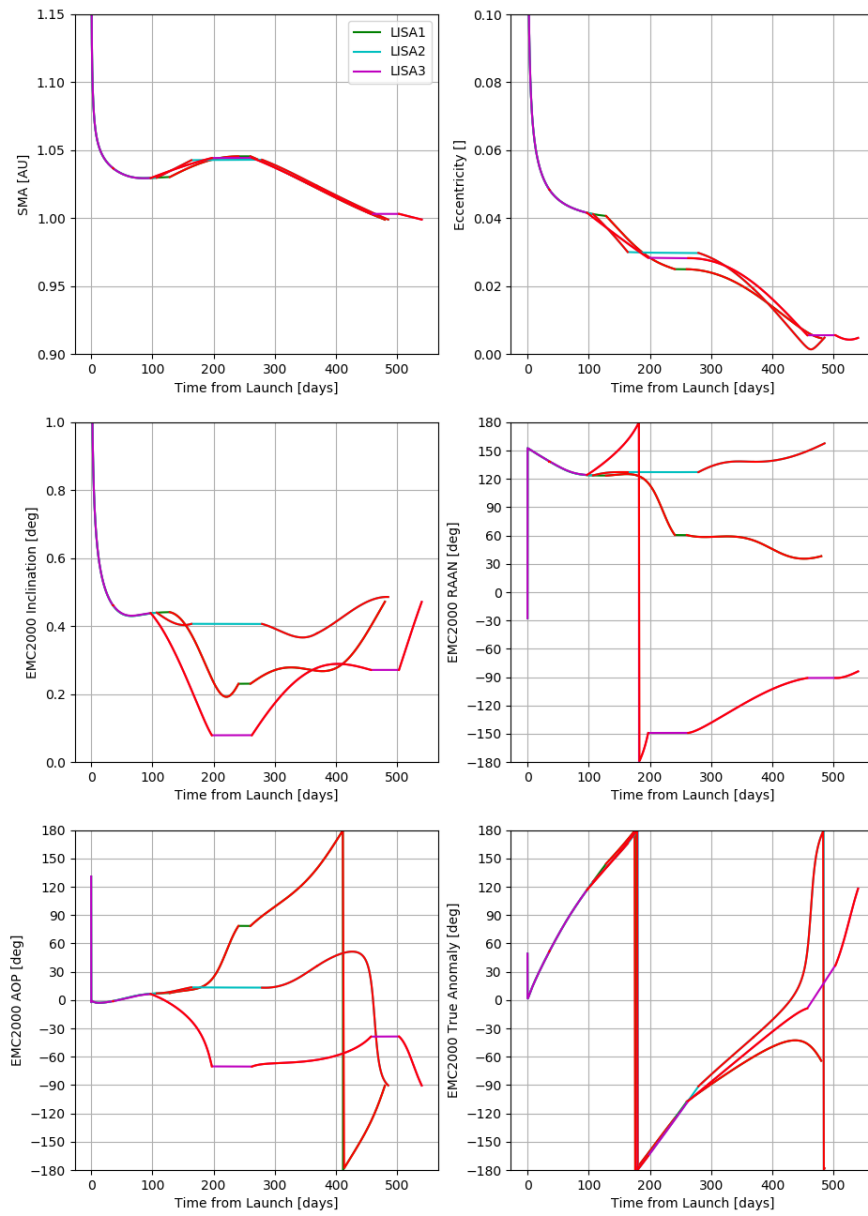 1.15
1.10
1.05
1.00
0.95
0.90
SMA [AU]
LISA1
LISA2
LISA3
0 100 200 300 400 500
Time from Launch [days]
0.10
0.08
0.06
0.04
0.02
0.00
Eccentricity []
0 100 200 300 400 500
Time from Launch [days]
1.0
0.8
0.6
0.4
0.2
0.0
EMC2000 Inclination [deg]
0 100 200 300 400 500
Time from Launch [days]
180
150
120
90
60
30
0
−30
−60
−90
−120
−150
−180
EMC2000 RAAN [deg]
0 100 200 300 400 500
Time from Launch [days]
180
150
120
90
60
30
0
−30
−60
−90
−120
−150
−180
EMC2000 AOP [deg]
0 100 200 300 400 500
Time from Launch [days]
180
150
120
90
60
30
0
−30
−60
−90
−120
−150
−180
EMC2000 True Anomaly [deg]
0 100 200 300 400 500
Time from Launch [days]